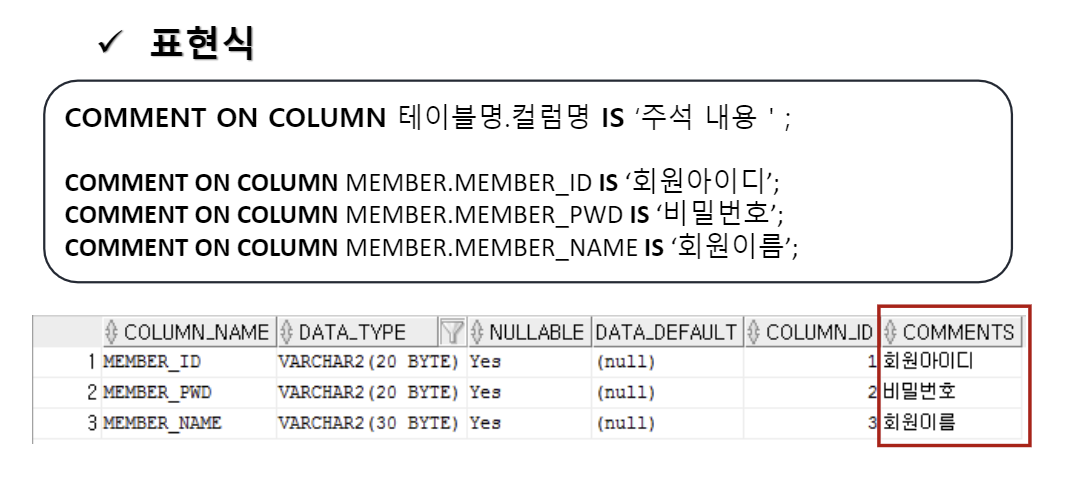 ✓ 표현식
COMMENT ON COLUMN 테이블명.컬럼명 IS ‘주석 내용 ' ;
COMMENT ON COLUMN MEMBER.MEMBER_ID IS ‘회원아이디’;
COMMENT ON COLUMN MEMBER.MEMBER_PWD IS ‘비밀번호’;
COMMENT ON COLUMN MEMBER.MEMBER_NAME IS ‘회원이름’;
COLUMN_NAME DATA_TYPE NULLABLE DATA_DEFAULT COLUMN_ID COMMENTS
1 MEMBER_ID VARCHAR2(20 BYTE) Yes (null) 1 회원아이디
2 MEMBER_PWD VARCHAR2(20 BYTE) Yes (null) 2 비밀번호
3 MEMBER_NAME VARCHAR2(30 BYTE) Yes (null) 3 회원이름